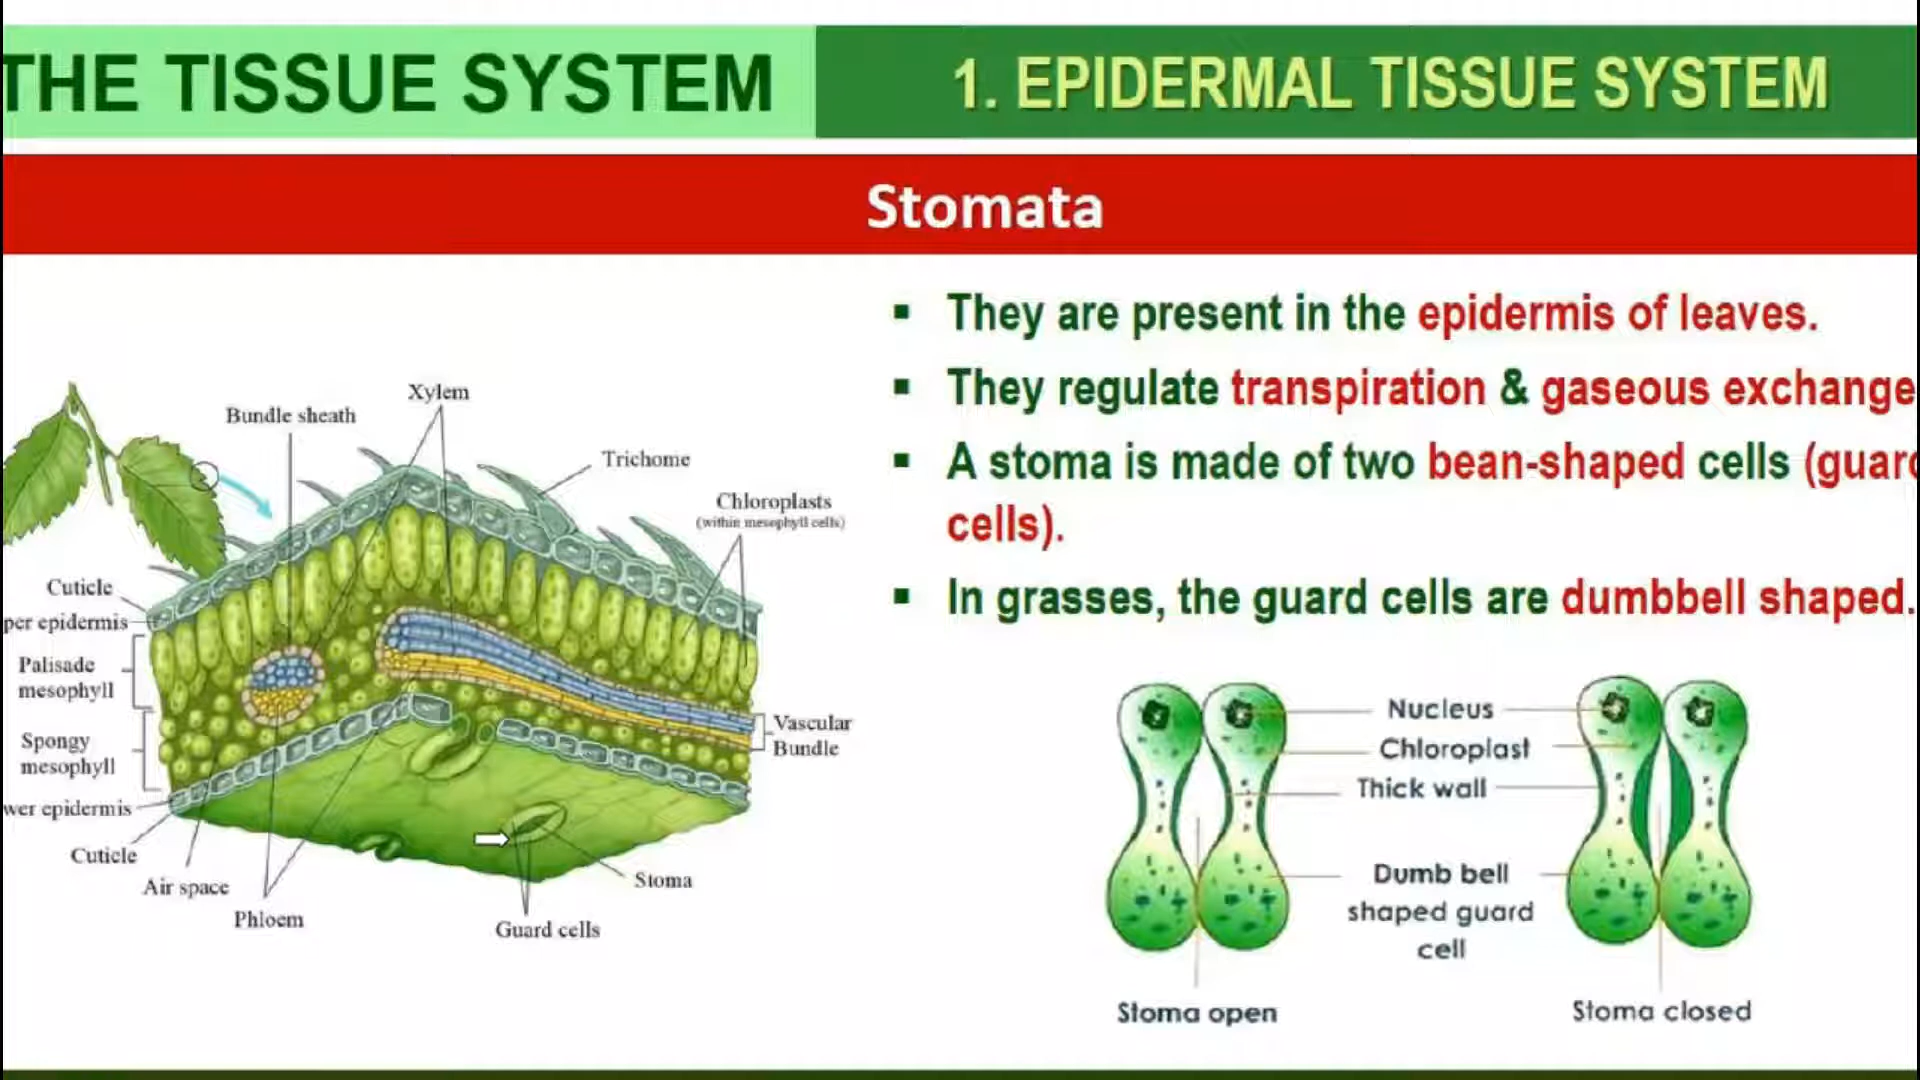 THE TISSUE SYSTEM
1. EPIDERMAL TISSUE SYSTEM
Stomata
▪ They are present in the epidermis of leaves.
▪ They regulate transpiration & gaseous exchange
▪ A stoma is made of two bean-shaped cells (guard
cells).
▪ In grasses, the guard cells are dumbbell shaped.
Xylem
Bundle sheath
Trichome
Chloroplasts
(within mesophyll cells)
Cuticle
per epidermis
Palisade
mesophyll
Spongy
mesophyll
wer epidermis
Cuticle
Air space
Phloem
Guard cells
Stoma
Vascular
Bundle
Nucleus
Chloroplast
Thick wall
Dumb bell
shaped guard
cell
Stoma open
Stoma closed